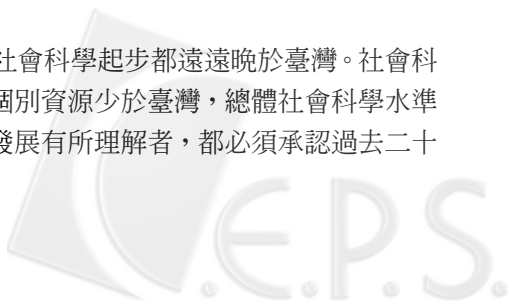 社會科學起步都遠遠晚於臺灣。社會科
個別資源少於臺灣，總體社會科學水準
發展有所理解者，都必須承認過去二十
C.E.P.S.